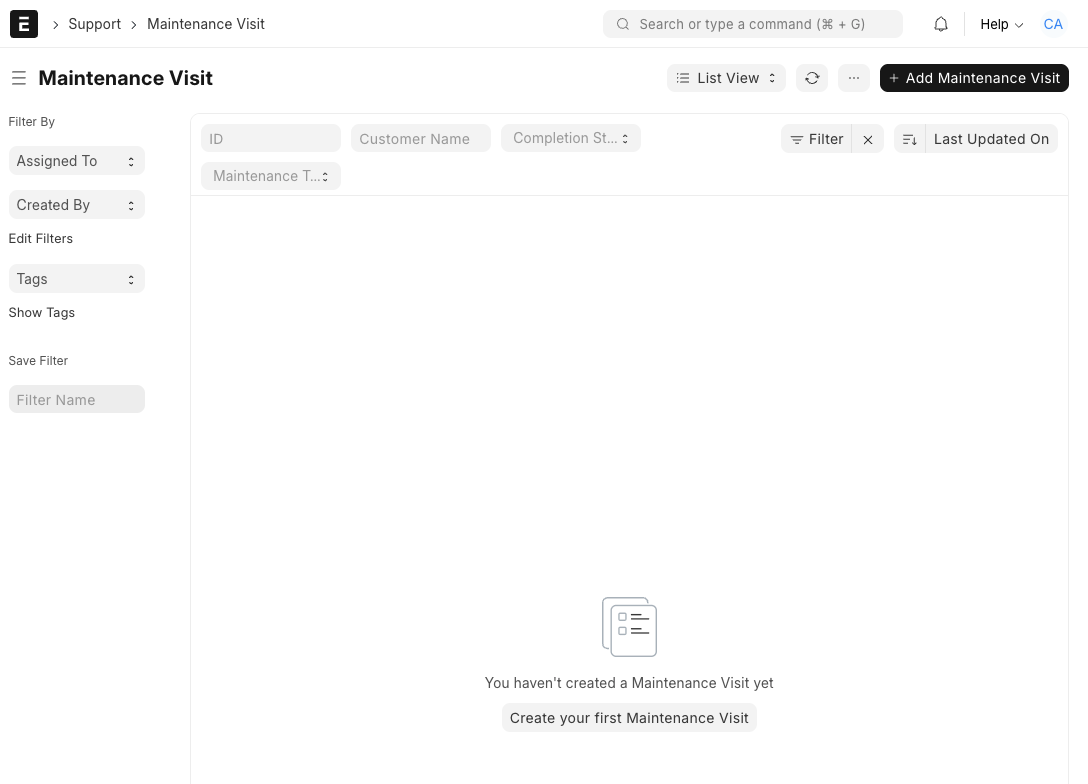 Support
Maintenance Visit
Search or type a command (⌘ + G)
Help
CA
Maintenance Visit
List View
Add Maintenance Visit
Filter By
Assigned To
Created By
Edit Filters
Tags
Show Tags
Save Filter
Filter Name
ID
Customer Name
Completion St...
Filter
Last Updated On
Maintenance T...
You haven't created a Maintenance Visit yet
Create your first Maintenance Visit